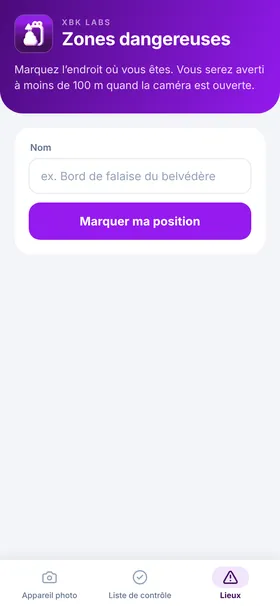 XBK LABS
Zones dangereuses
Marquez l’endroit où vous êtes. Vous serez averti
à moins de 100 m quand la caméra est ouverte.
Nom
ex. Bord de falaise du belvédère
Marquer ma position
Appareil photo
Liste de contrôle
Lieux